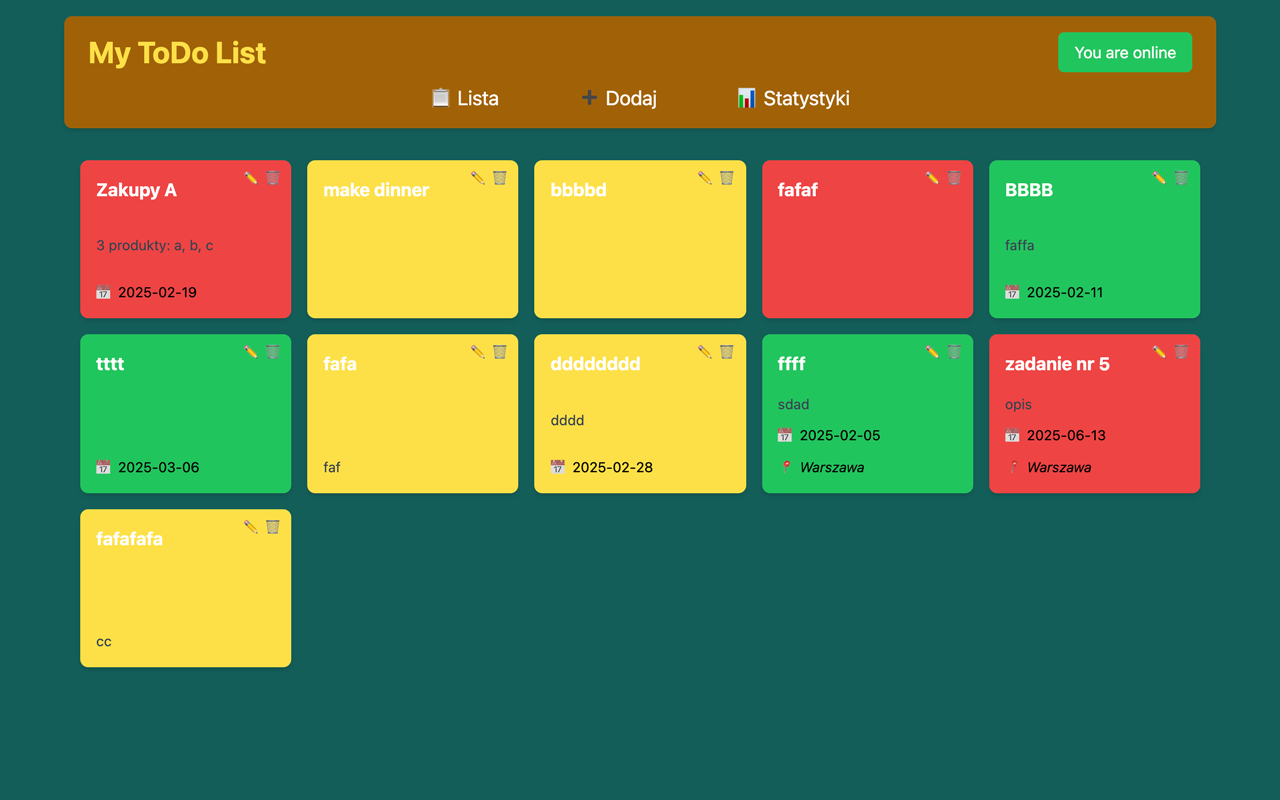 My ToDo List
You are online
Lista
Dodaj
Statystyki
Zakupy A
3 produkty: a, b, c
2025-02-19
make dinner
bbbbd
fafaf
BBBB
faffa
2025-02-11
tttt
2025-03-06
fafa
faf
dddddddd
dddd
2025-02-28
ffff
sdad
2025-02-05
Warszawa
zadanie nr 5
opis
2025-06-13
Warszawa
fafafafa
cc